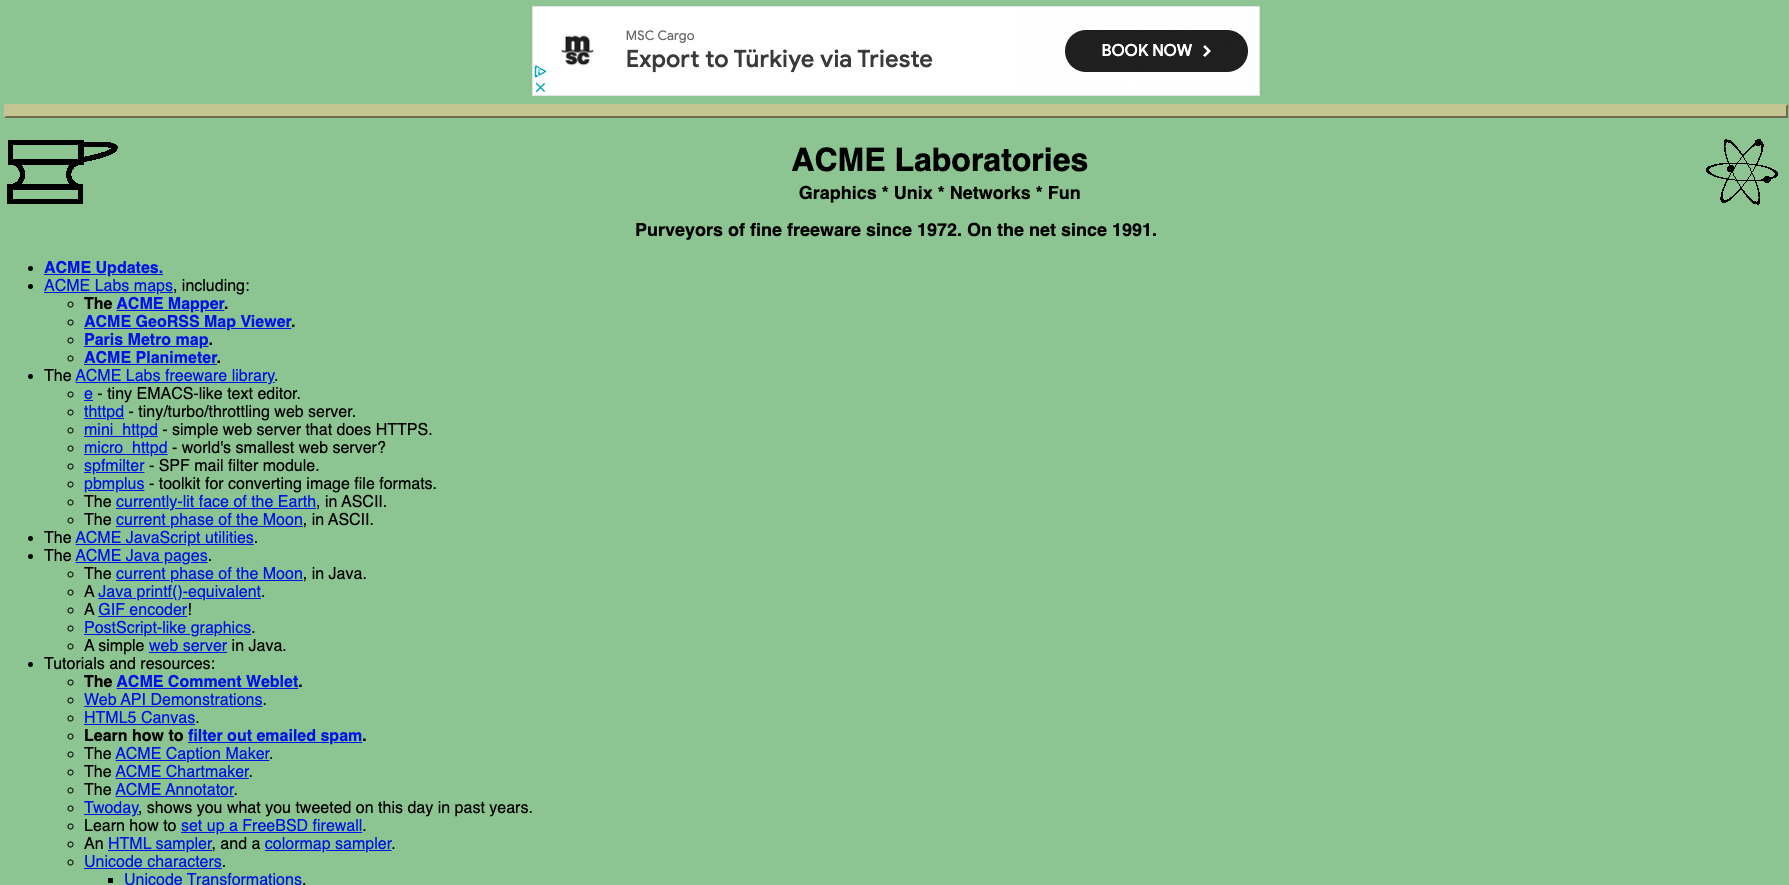 msc
MSC Cargo
Export to Türkiye via Trieste
BOOK NOW
ACME Laboratories
Graphics * Unix * Networks * Fun
Purveyors of fine freeware since 1972. On the net since 1991.
ACME Updates.
ACME Labs maps, including:
The ACME Mapper.
ACME GeoRSS Map Viewer.
Paris Metro map.
ACME Planimeter.
The ACME Labs freeware library.
e - tiny EMACS-like text editor.
thttpd - tiny/turbo/throttling web server.
mini_httpd - simple web server that does HTTPS.
micro_httpd - world's smallest web server?
spfmilter - SPF mail filter module.
pbmplus - toolkit for converting image file formats.
The currently-lit face of the Earth, in ASCII.
The current phase of the Moon, in ASCII.
The ACME JavaScript utilities.
The ACME Java pages.
The current phase of the Moon, in Java.
A Java printf()-equivalent.
A GIF encoder!
PostScript-like graphics.
A simple web server in Java.
Tutorials and resources:
The ACME Comment Weblet.
Web API Demonstrations.
HTML5 Canvas.
Learn how to filter out emailed spam.
The ACME Caption Maker.
The ACME Chartmaker.
The ACME Annotator.
Twoday, shows you what you tweeted on this day in past years.
Learn how to set up a FreeBSD firewall.
An HTML sampler, and a colormap sampler.
Unicode characters.
Unicode Transformations.